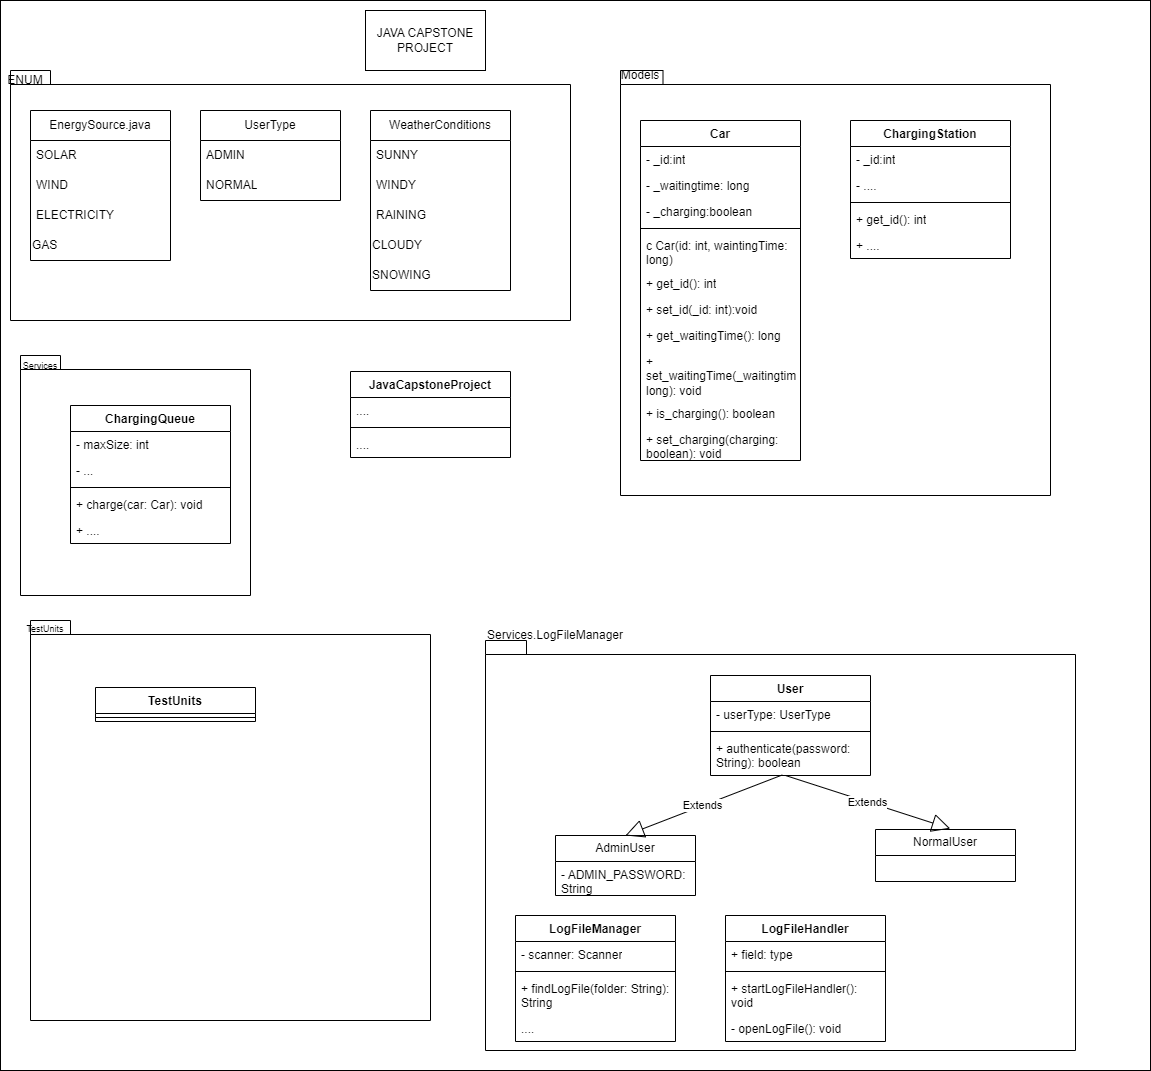 JAVA CAPSTONE
PROJECT
ENUM
EnergySource.java
SOLAR
WIND
ELECTRICITY
GAS
UserType
ADMIN
NORMAL
WeatherConditions
SUNNY
WINDY
RAINING
CLOUDY
SNOWING
Models
Car
- _id:int
- _waitingtime: long
- _charging:boolean
c Car(id: int, waintingTime:
long)
+ get_id(): int
+ set_id(_id: int):void
+ get_waitingTime(): long
+
set_waitingTime(_waitingtim
long): void
+ is_charging(): boolean
+ set_charging(charging:
boolean): void
ChargingStation
- _id:int
- ....
+ get_id(): int
+ ....
Services
ChargingQueue
- maxSize: int
- ...
+ charge(car: Car): void
+ ....
JavaCapstoneProject
....
....
TestUnits
TestUnits
Services.LogFileManager
User
- userType: UserType
+ authenticate(password:
String): boolean
Extends
Extends
AdminUser
- ADMIN_PASSWORD:
String
NormalUser
LogFileManager
- scanner: Scanner
+ findLogFile(folder: String):
String
....
LogFileHandler
+ field: type
+ startLogFileHandler():
void
- openLogFile(): void